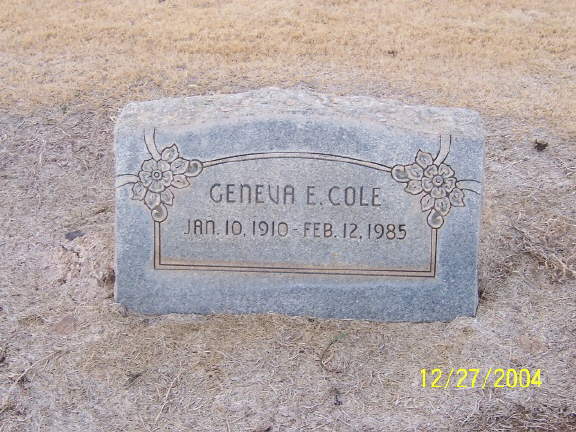 GENEVA E. COLE
JAN. 10, 1910 - FEB. 12, 1985
12/27/2004